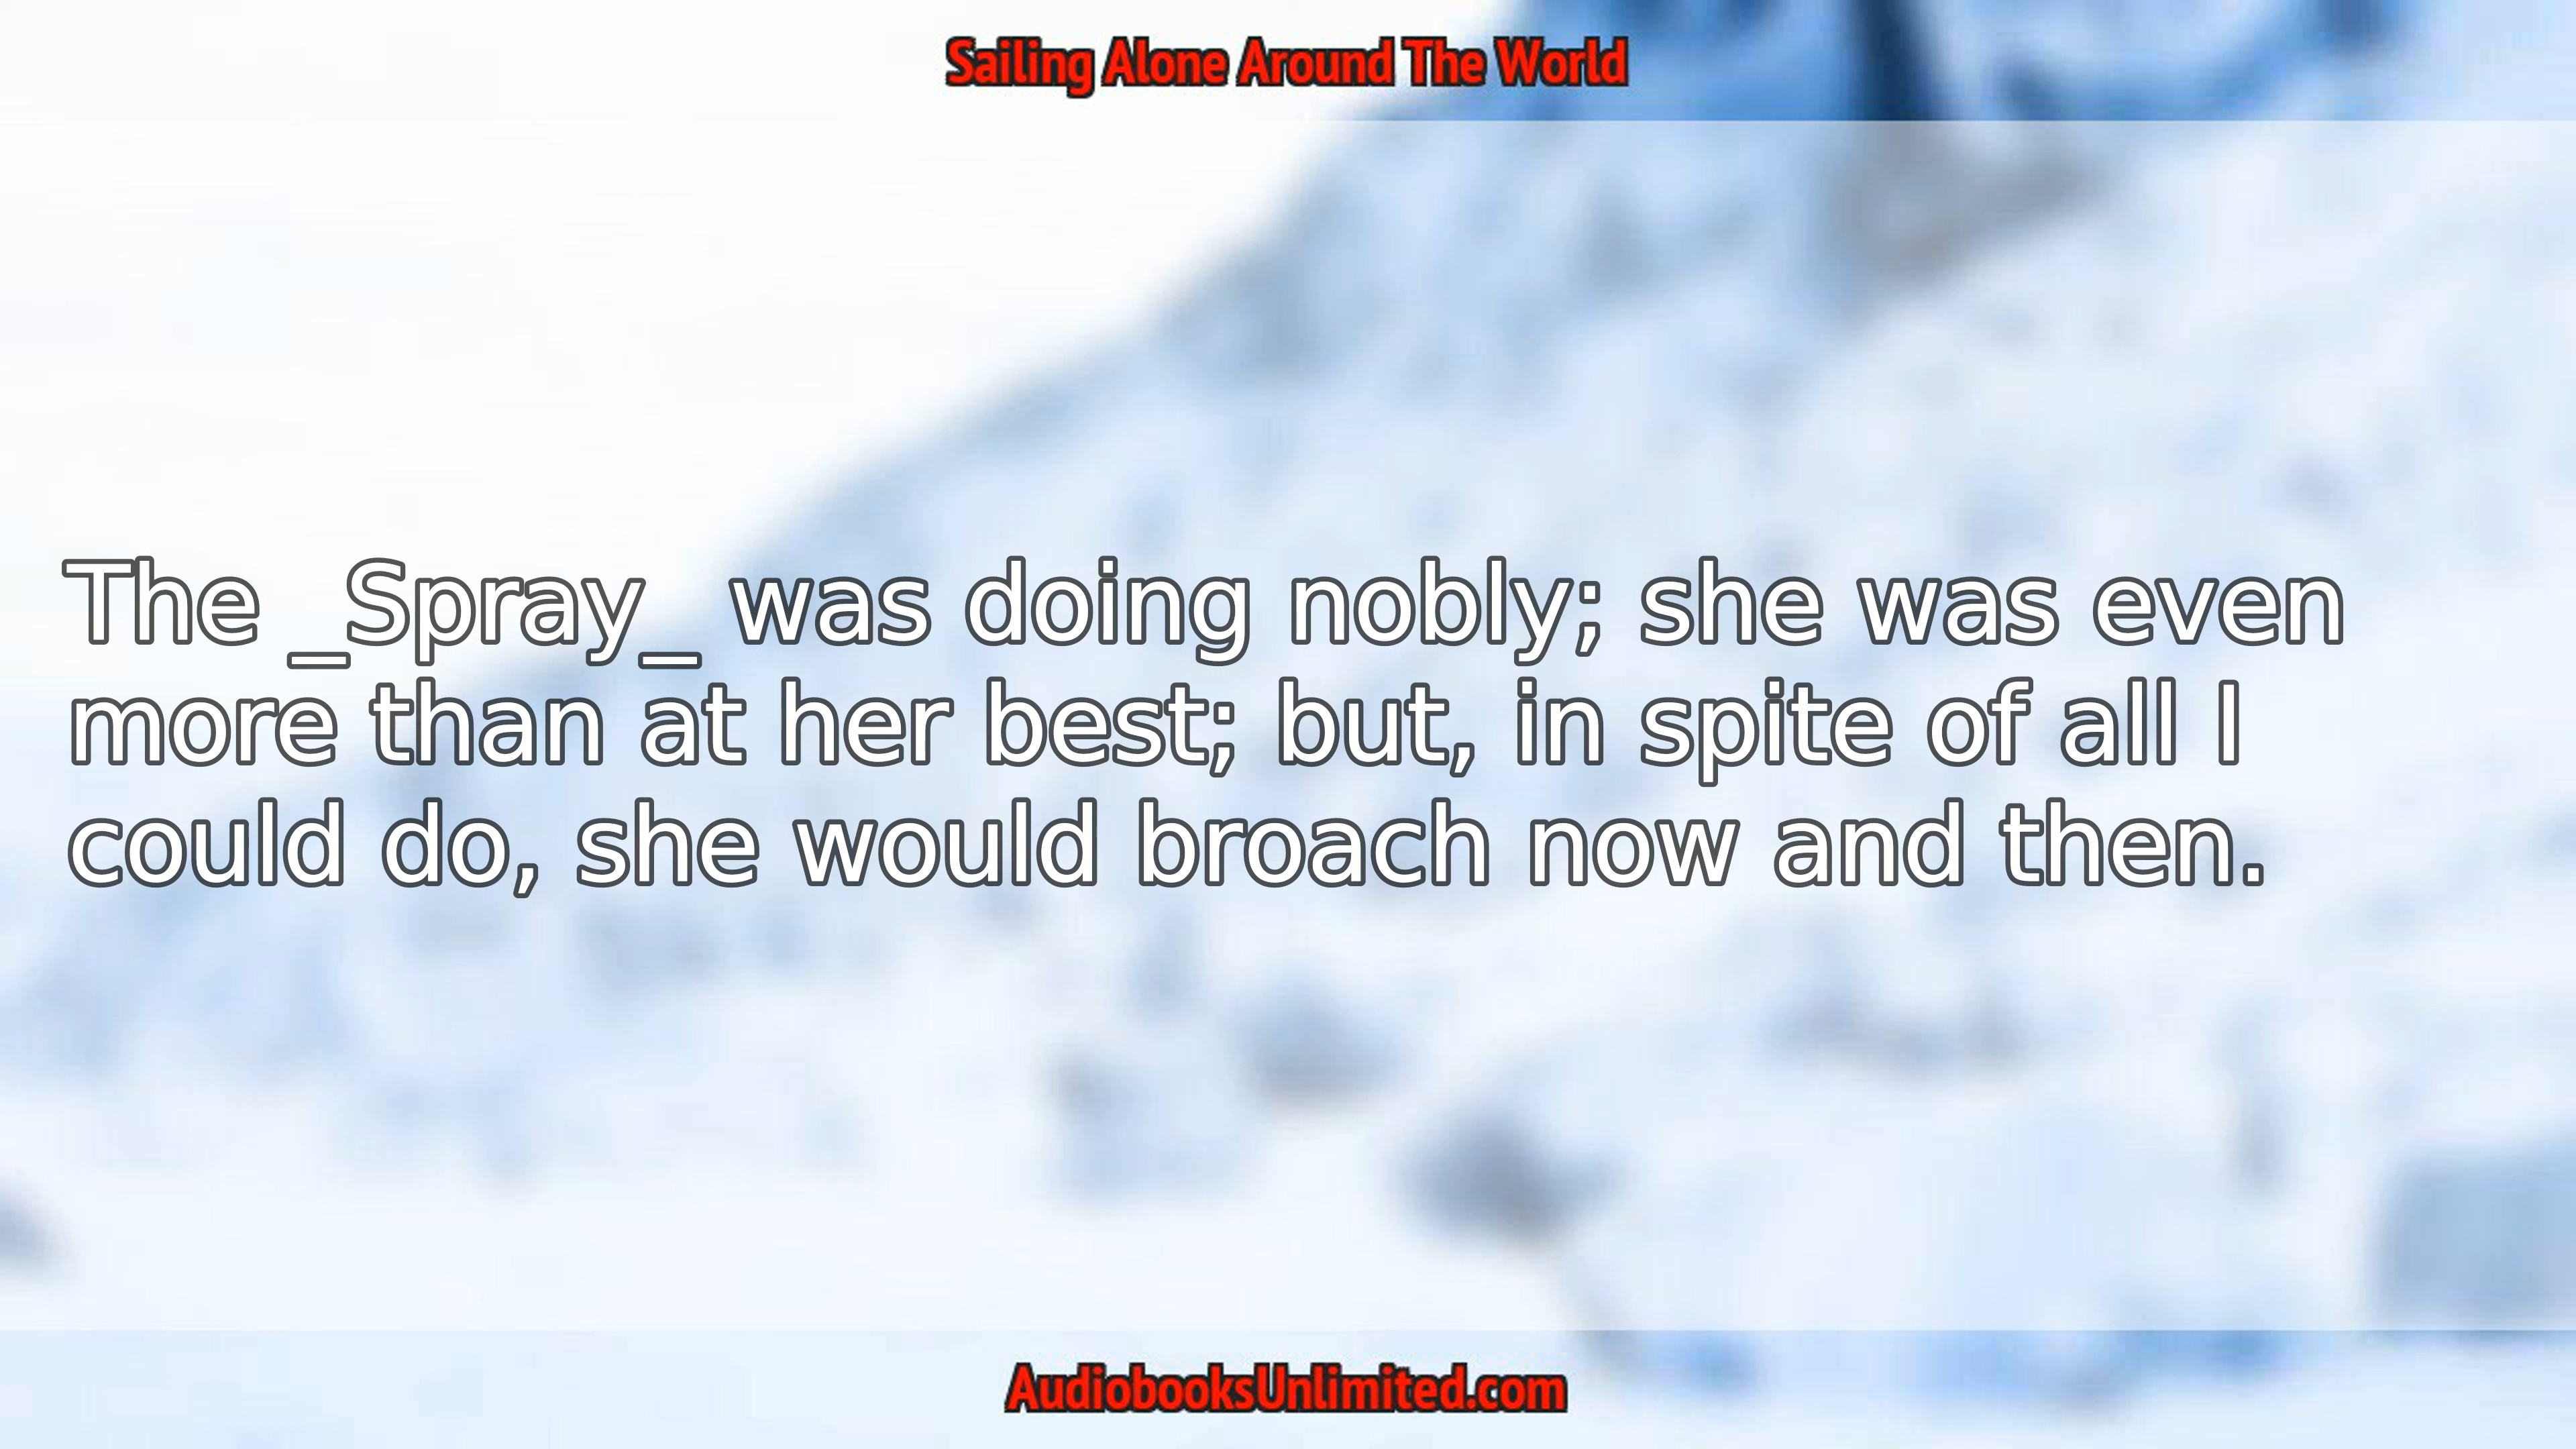 Sailing Alone Around The World
The _Spray_ was doing nobly; she was even
more than at her best; but, in spite of all I
could do, she would broach now and then.
AudiobooksUnlimited.com